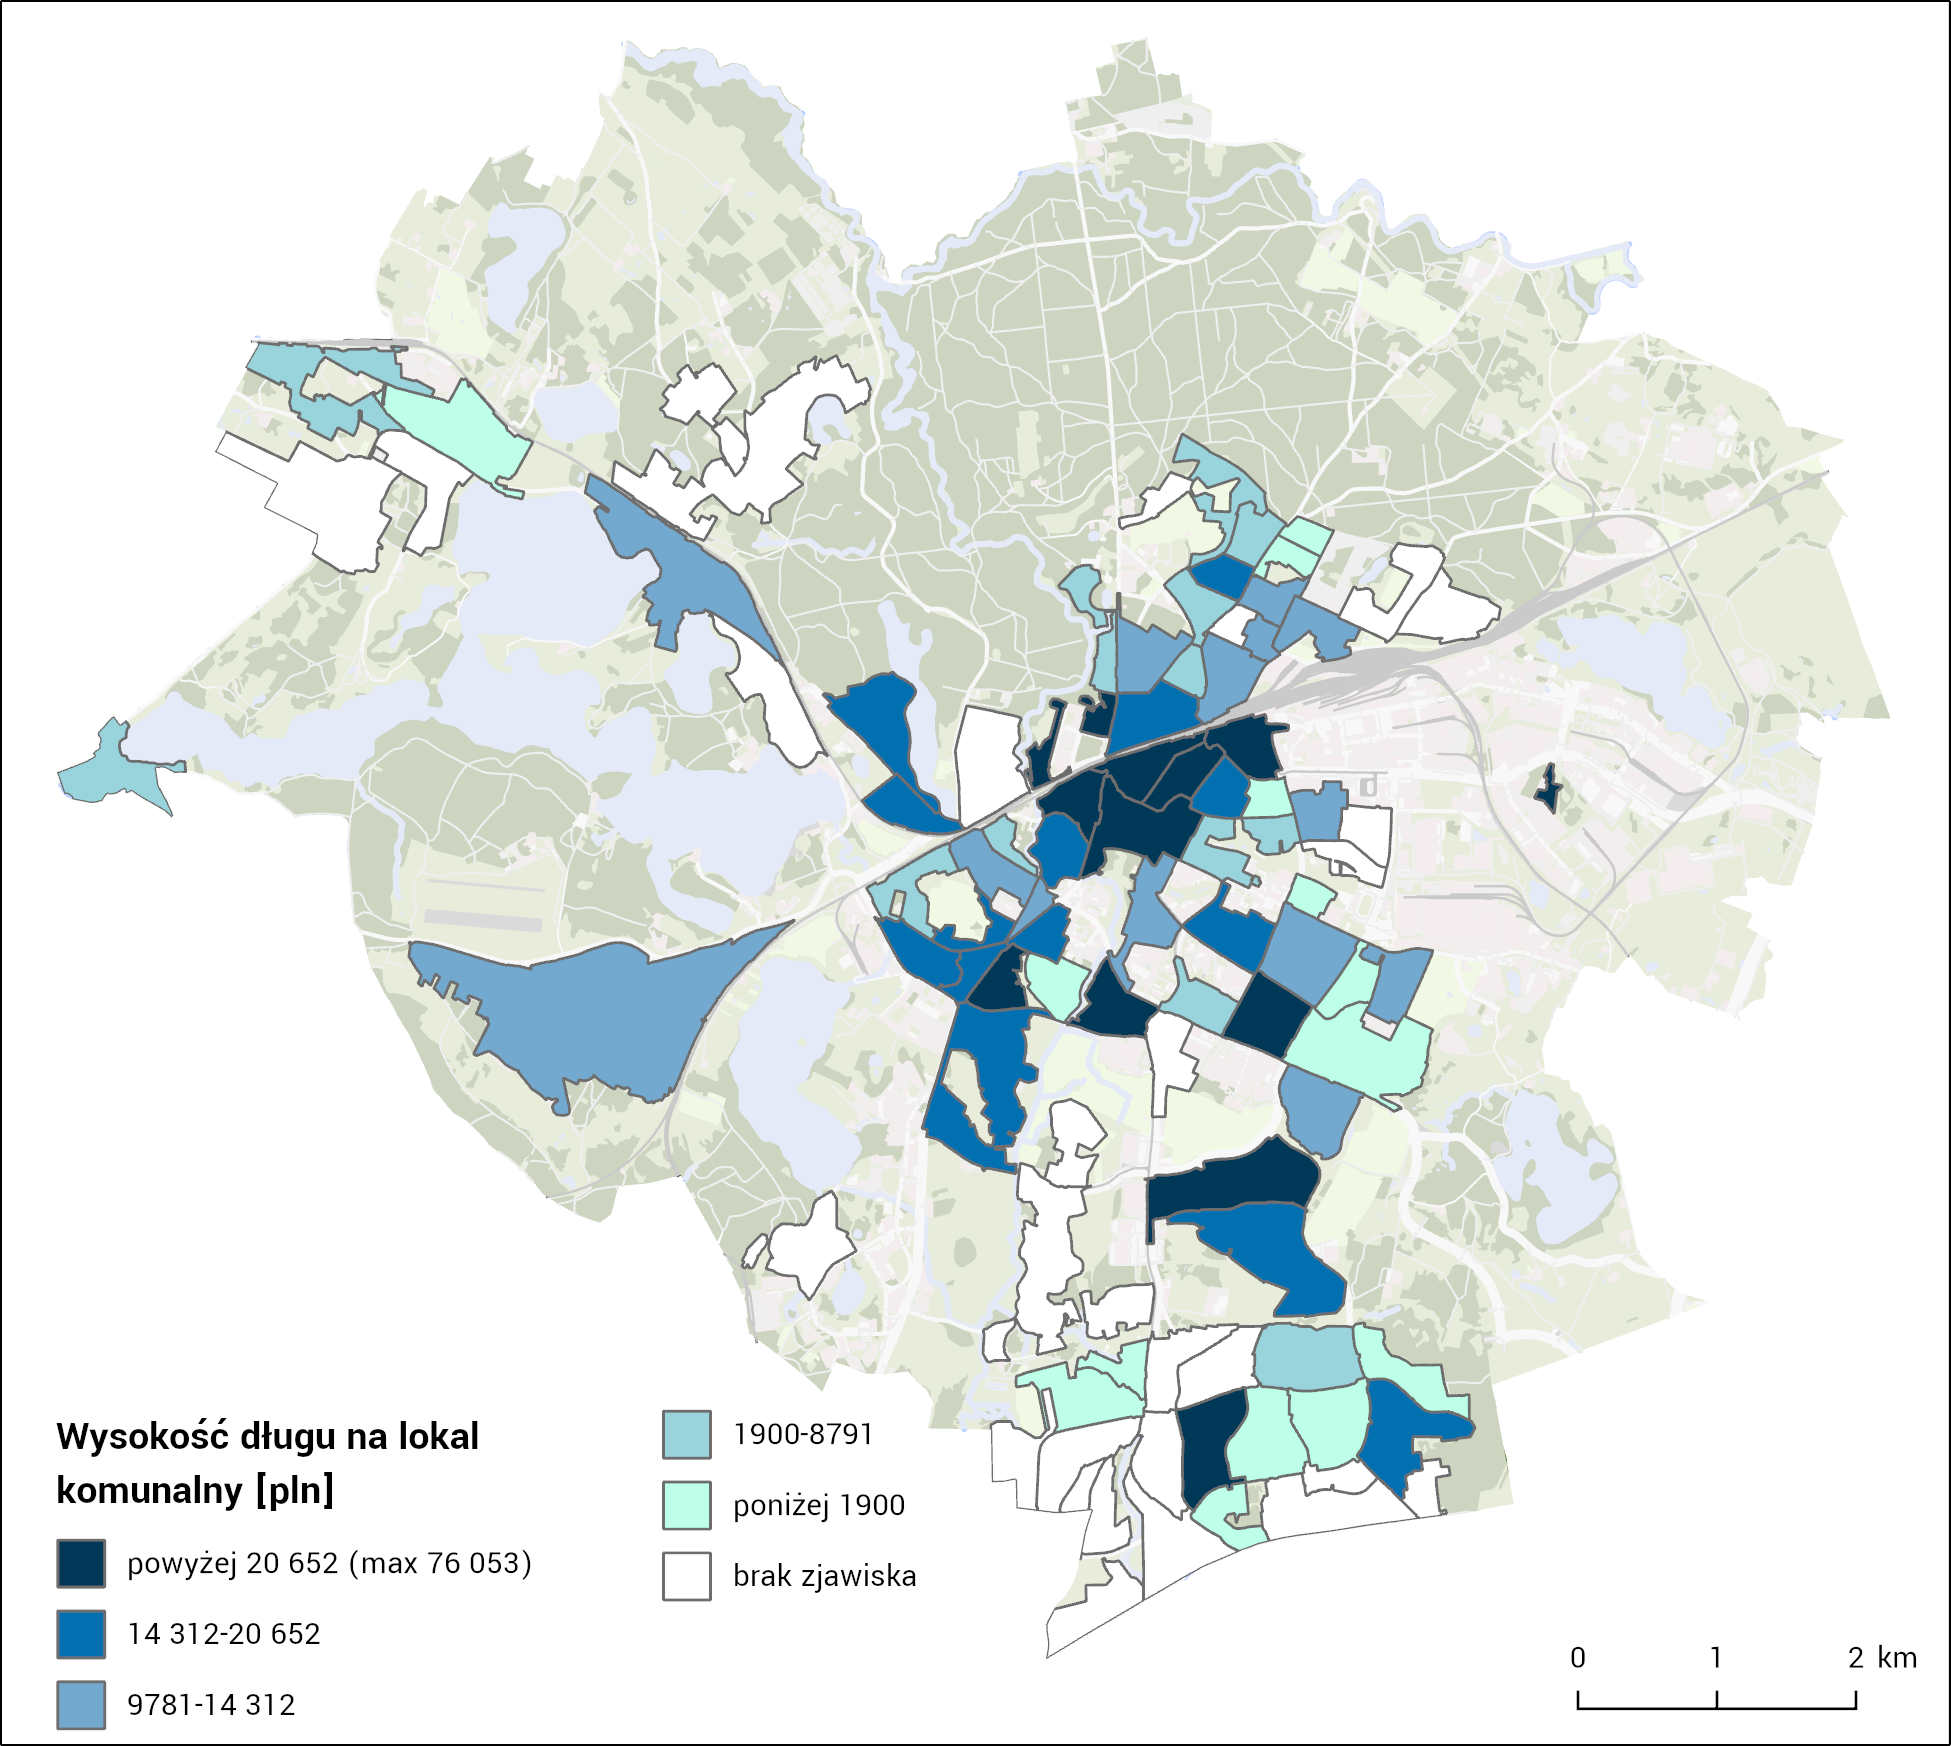 Wysokość długu na lokal
komunalny [pln]
powyżej 20 652 (max 76 053)
14 312-20 652
9781-14 312
1900-8791
poniżej 1900
brak zjawiska
0 1 2 km